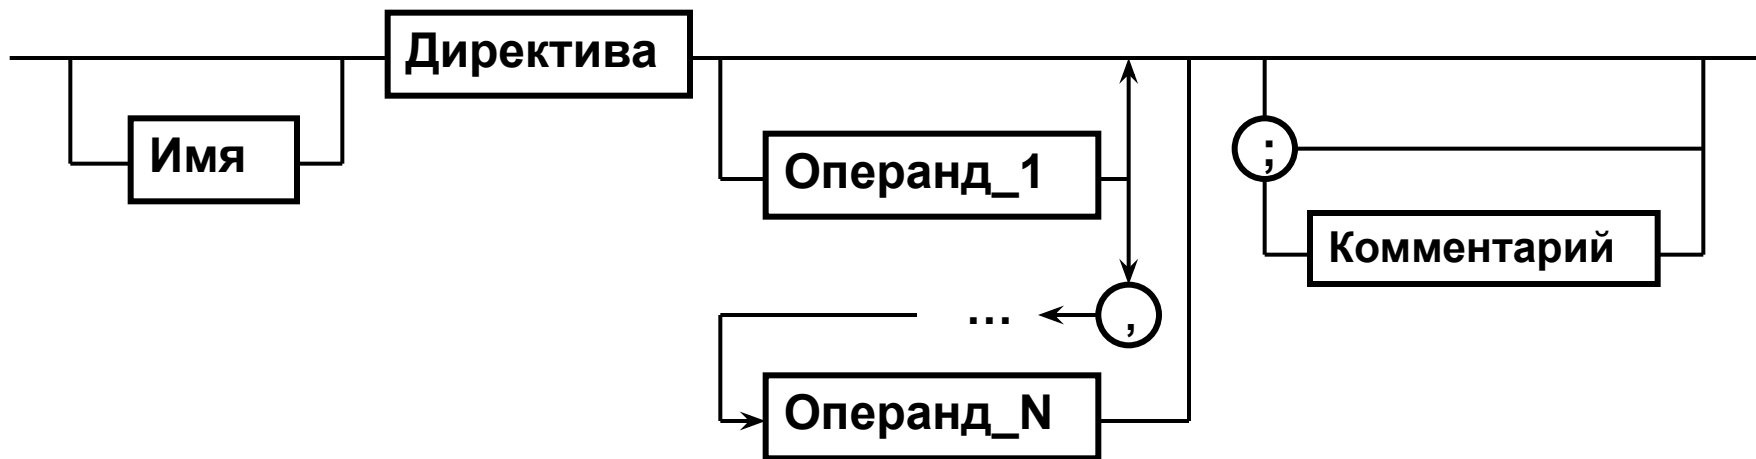 Директива
Имя
Операнд_1
;
Комментарий
... ,
Операнд_N